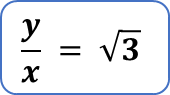 y/x = √3